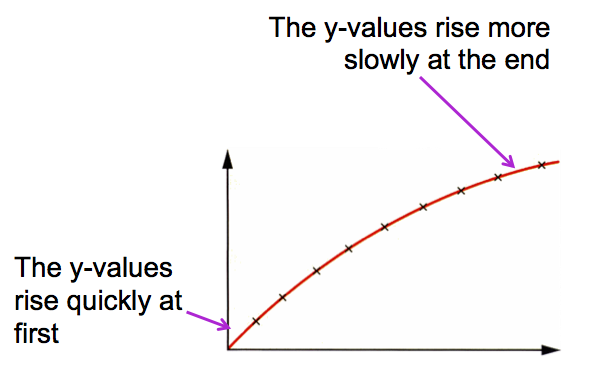 The y-values rise more
slowly at the end
The y-values
rise quickly at
first